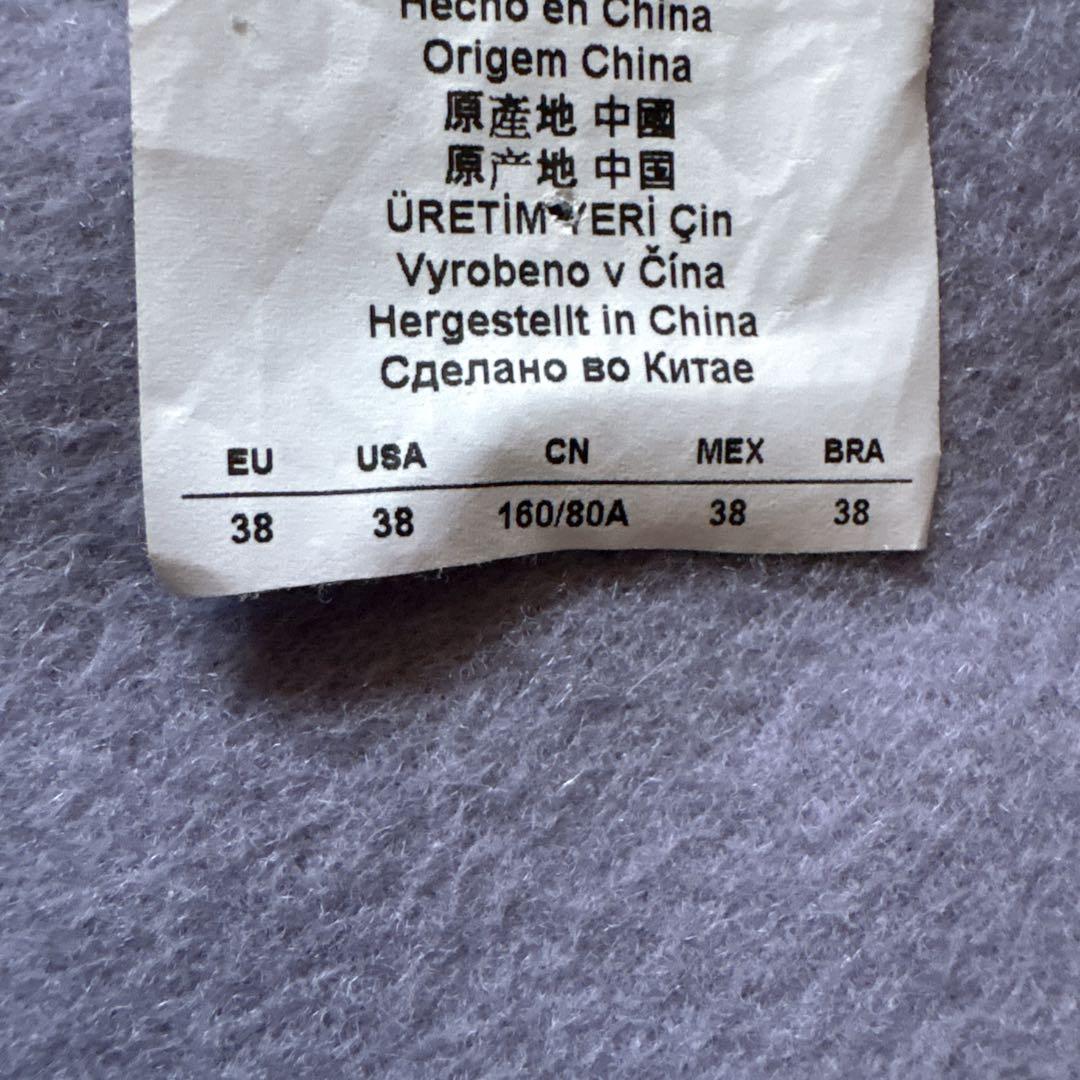 Hecho en China
Origem China
原產地 中國
原产地 中国
ÜRETİM YERİ Çin
Vyrobeno v Čína
Hergestellt in China
Сделано во Китае
EU USA CN MEX BRA
38 38 160/80A 38 38